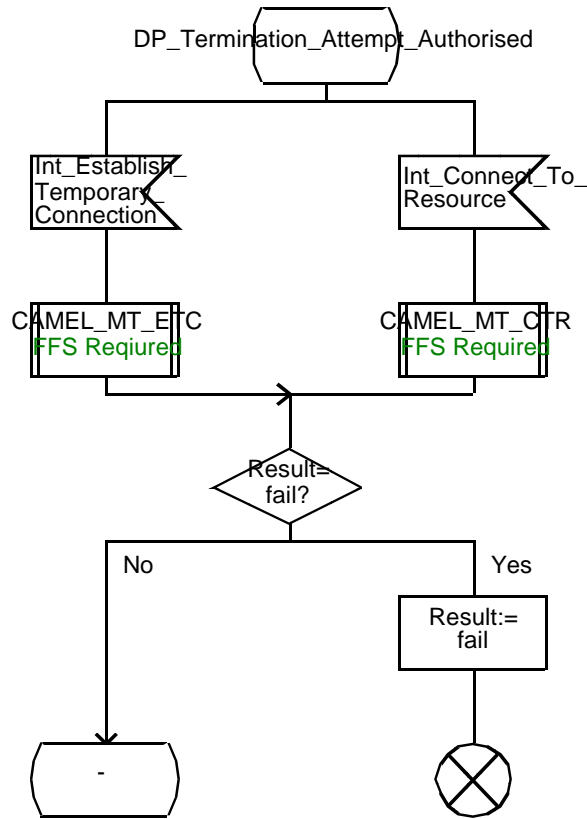 DP_Termination_Attempt_Authorised
Int_Establish_
Temporary_
Connection
Int_Connect_To_
Resource
CAMEL_MT_ETC
FFS Reqiured
CAMEL_MT_CTR
FFS Required
Result=
fail?
No
Yes
Result:=
fail
-